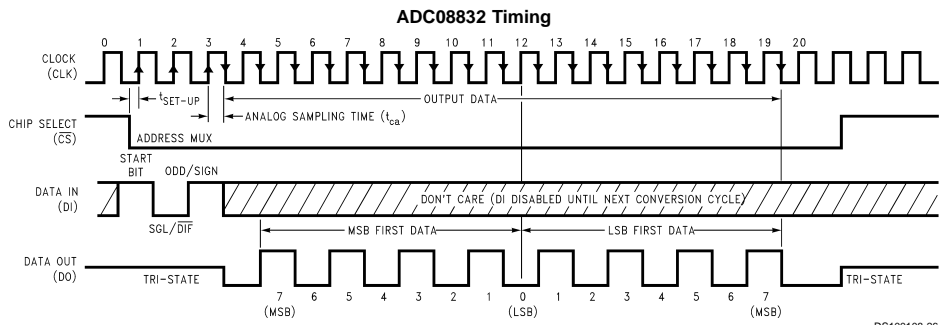 ADC08832 Timing
0 1 2 3 4 5 6 7 8 9 10 11 12 13 14 15 16 17 18 19 20
CLOCK
(CLK)
tSET-UP
OUTPUT DATA
ANALOG SAMPLING TIME (tca)
CHIP SELECT
(CS)
ADDRESS MUX
START
BIT
ODD/SIGN
DATA IN
(DI)
DON'T CARE (DI DISABLED UNTIL NEXT CONVERSION CYCLE)
SGL/DIF
MSB FIRST DATA
LSB FIRST DATA
DATA OUT
(DO)
TRI-STATE
TRI-STATE
7 6 5 4 3 2 1 0 1 2 3 4 5 6 7
(MSB) (LSB) (MSB)